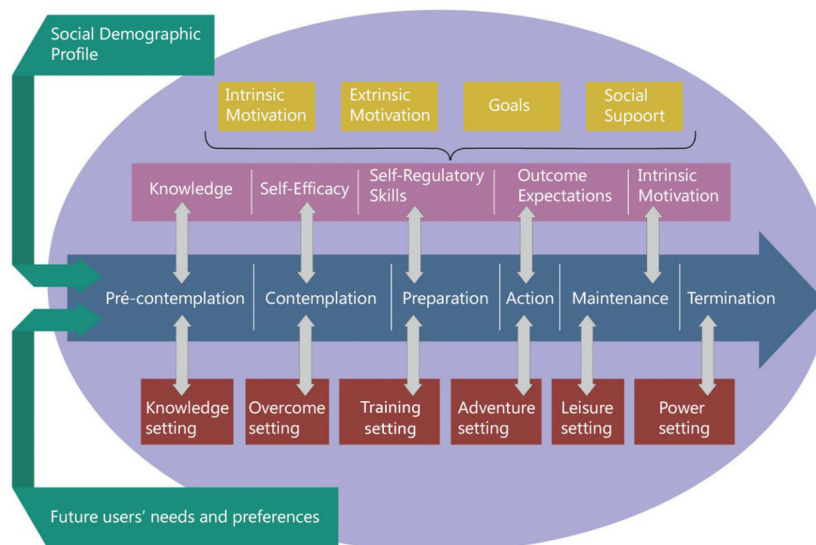 Social Demographic
Profile
Intrinsic
Motivation
Extrinsic
Motivation
Goals
Social
Supoort
Knowledge
Self-Efficacy
Self-Regulatory
Skills
Outcome
Expectations
Intrinsic
Motivation
Pré-contemplation
Contemplation
Preparation
Action
Maintenance
Termination
Knowledge
setting
Overcome
setting
Training
setting
Adventure
setting
Leisure
setting
Power
setting
Future users' needs and preferences